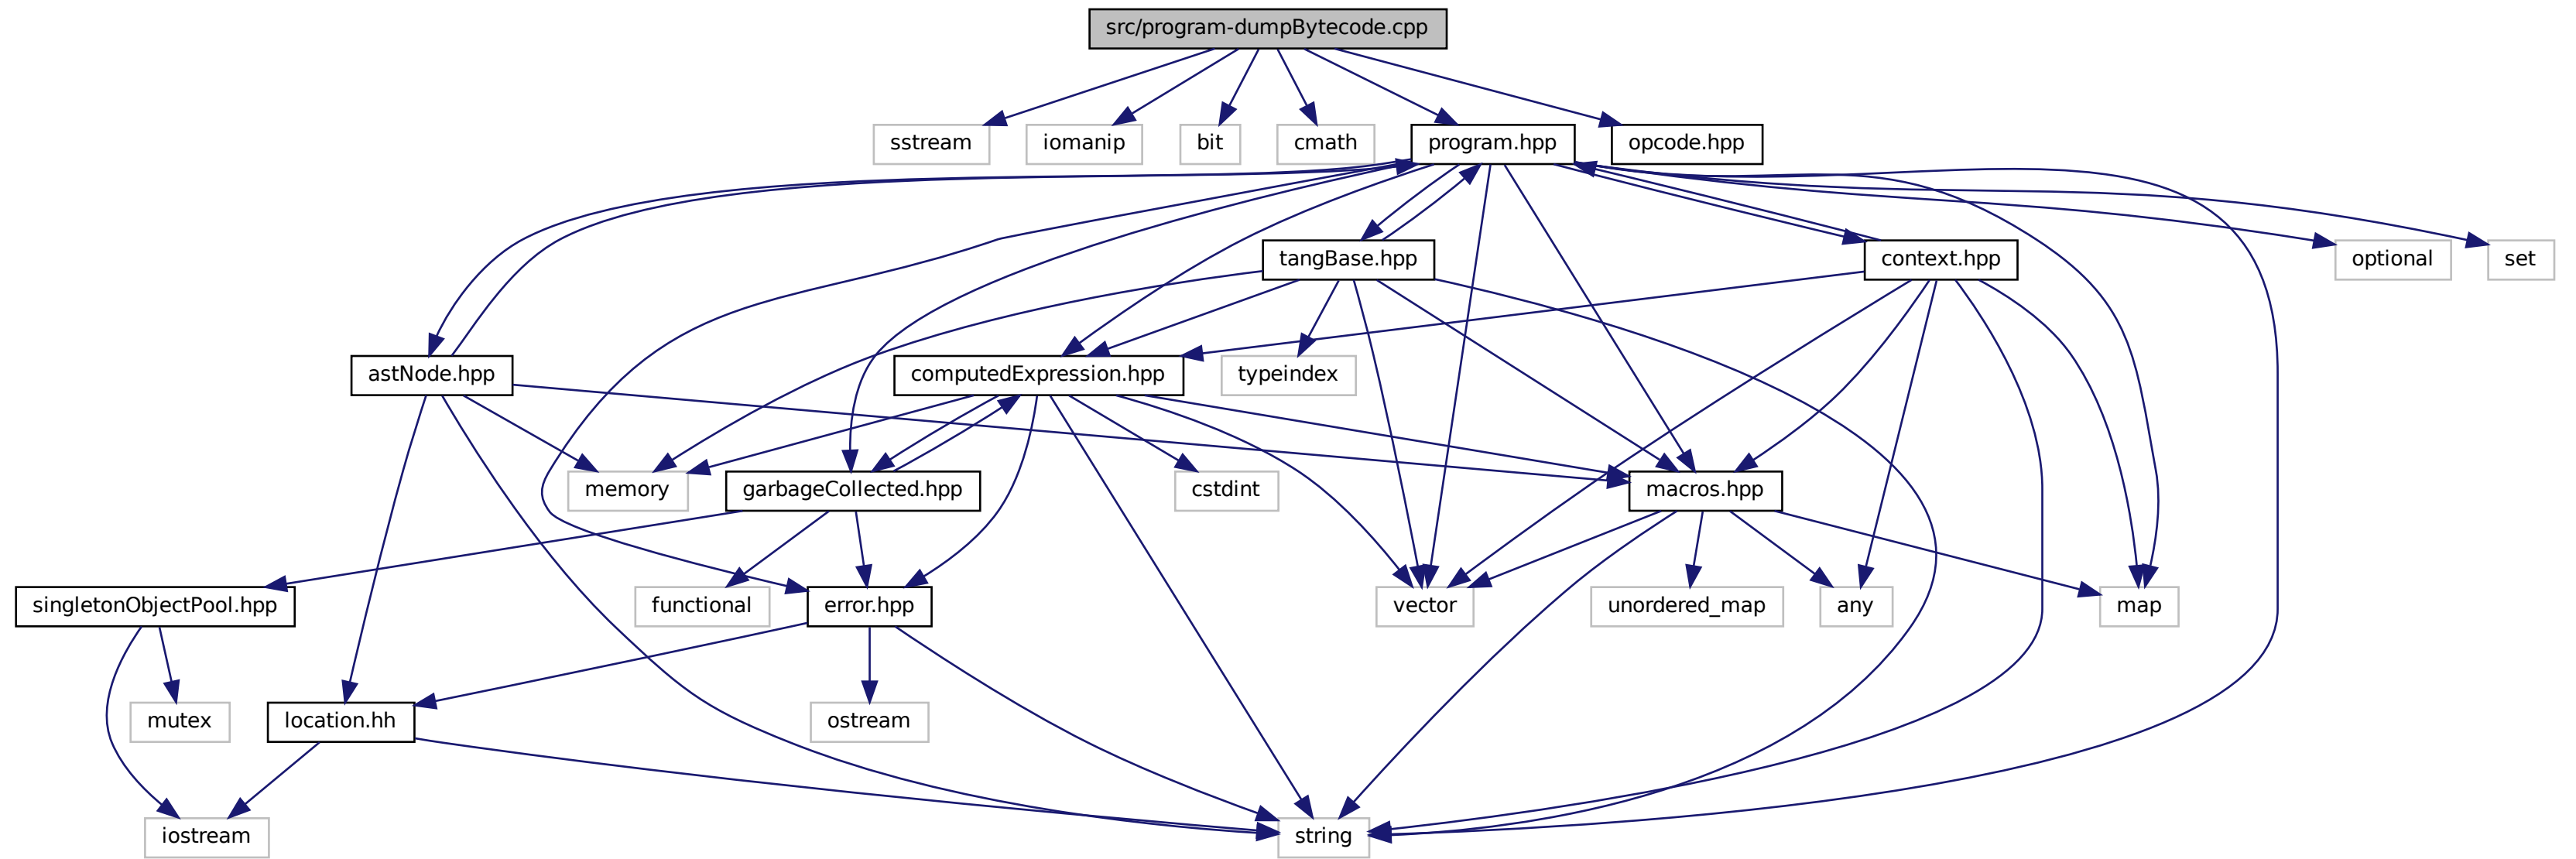 src/program-dumpBytecode.cpp
sstream
iomanip
bit
cmath
program.hpp
opcode.hpp
tangBase.hpp
context.hpp
optional
set
astNode.hpp
computedExpression.hpp
typeindex
memory
garbageCollected.hpp
cstdint
macros.hpp
singletonObjectPool.hpp
functional
error.hpp
vector
unordered_map
any
map
mutex
location.hh
ostream
iostream
string